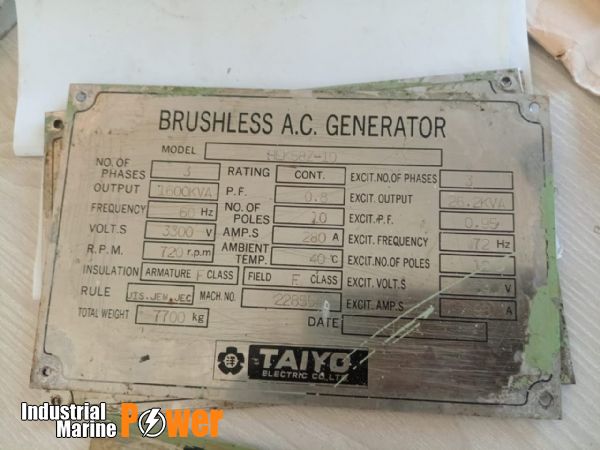 BRUSHLESS A.C. GENERATOR
MODEL
NO. OF PHASES 3 RATING CONT. EXCIT. NO. OF PHASES 3
OUTPUT 1600KVA P.F. 0.8 EXCIT. OUTPUT 26.2KVA
FREQUENCY 60 Hz NO. OF POLES 10 EXCIT. P.F. 0.95
VOLT.S 3300 V AMP.S 280 A EXCIT. FREQUENCY 72 Hz
R.P.M. 720 r.p.m AMBIENT TEMP. 40 ℃ EXCIT. NO. OF POLES
INSULATION ARMATURE F CLASS FIELD F CLASS EXCIT. VOLT.S V
RULE JIS.JEM.JEC MACH. NO. EXCIT. AMP.S A
TOTAL WEIGHT 7700 kg DATE
TAIYO
ELECTRIC CO., LTD.
Industrial
Marine Power